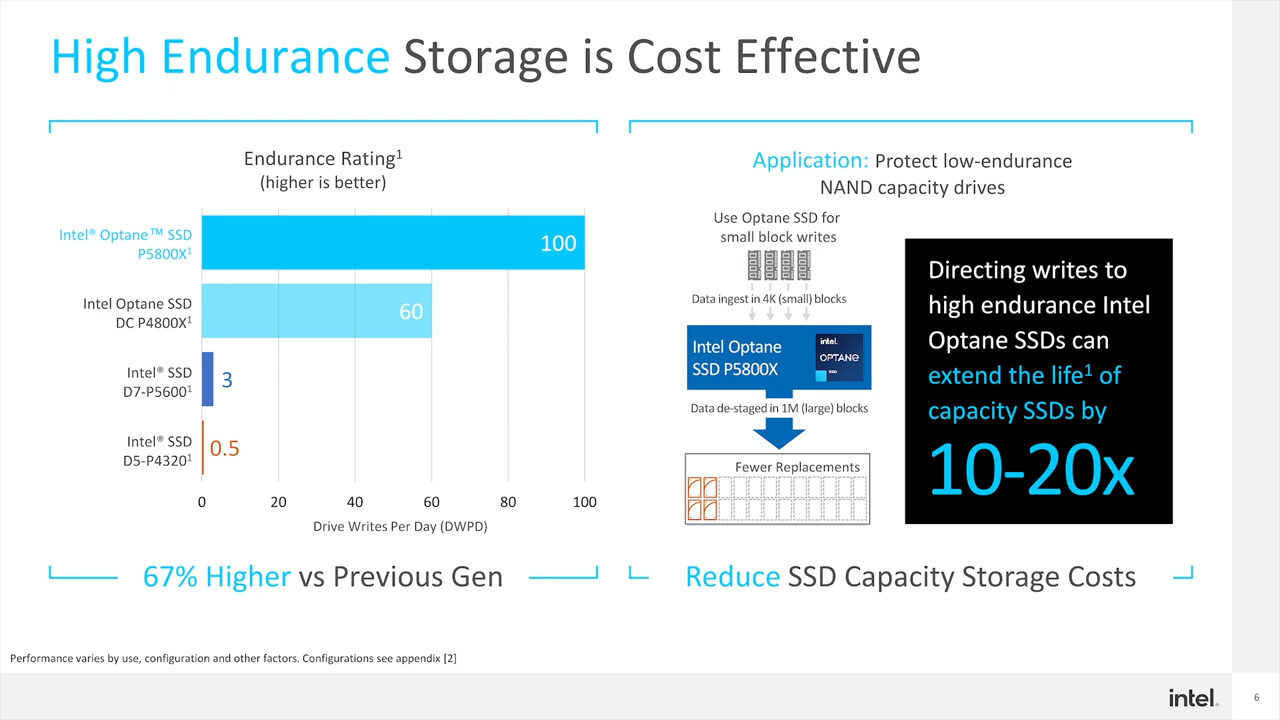 High Endurance Storage is Cost Effective
Endurance Rating¹
(higher is better)
Intel® Optane™ SSD
P5800X¹
100
Intel Optane SSD
DC P4800X¹
60
Intel® SSD
D7-P5600¹
3
Intel® SSD
D5-P4320¹
0.5
0 20 40 60 80 100
Drive Writes Per Day (DWPD)
67% Higher vs Previous Gen
Application: Protect low-endurance
NAND capacity drives
Use Optane SSD for
small block writes
Data ingest in 4K (small) blocks
Intel Optane
SSD P5800X
intel.
OPTANE
SSD
Data de-staged in 1M (large) blocks
Fewer Replacements
Directing writes to
high endurance Intel
Optane SSDs can
extend the life¹ of
capacity SSDs by
10-20x
Reduce SSD Capacity Storage Costs
Performance varies by use, configuration and other factors. Configurations see appendix [2]
intel.
6